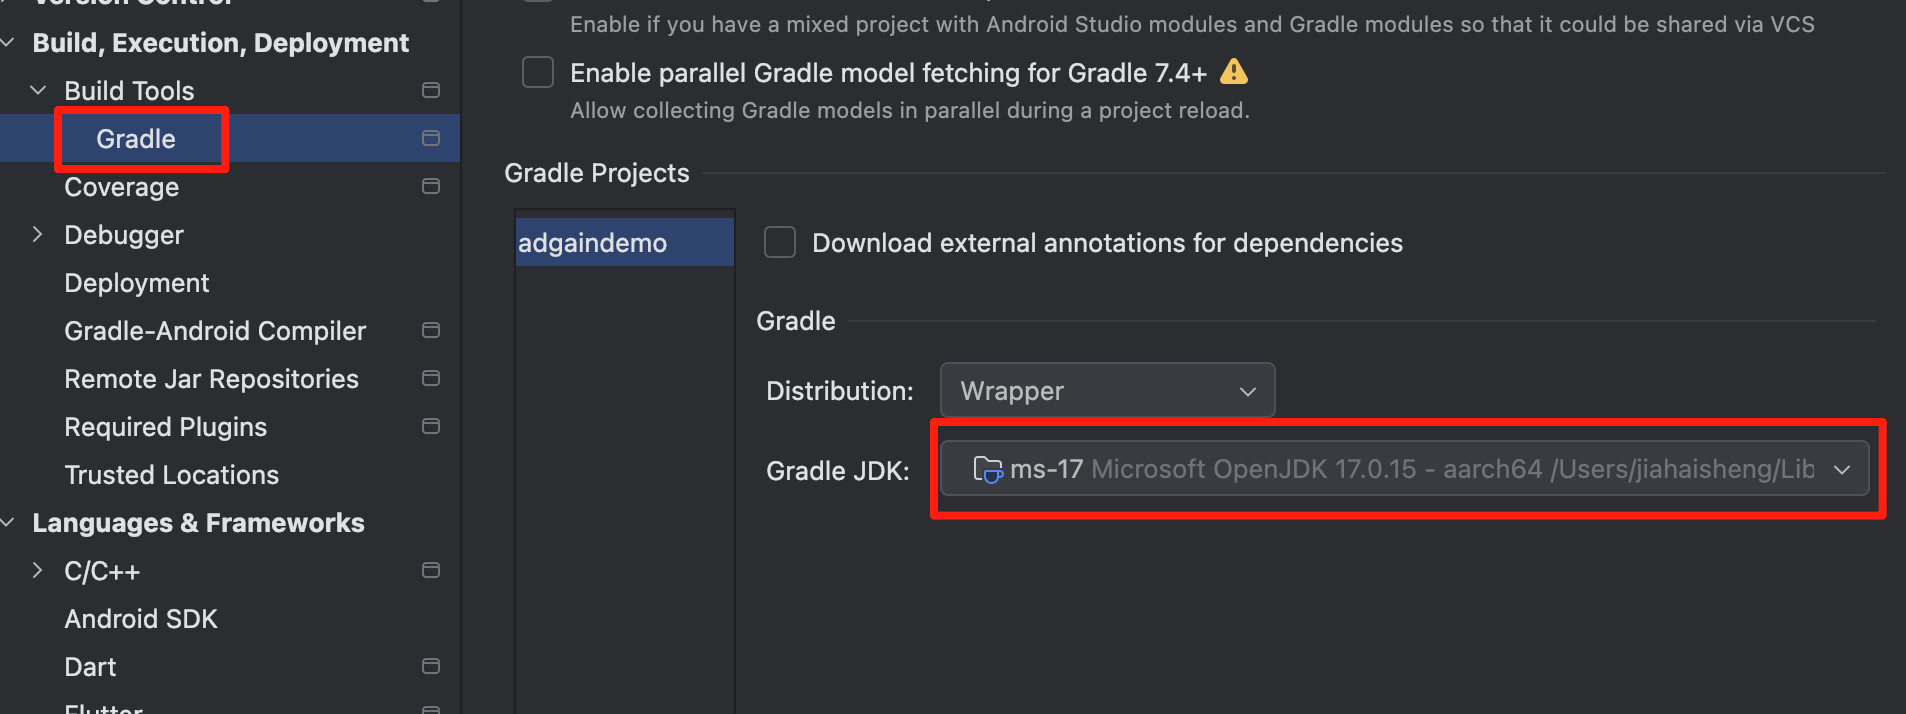 Version Control
Build, Execution, Deployment
Build Tools
Gradle
Coverage
Debugger
Deployment
Gradle-Android Compiler
Remote Jar Repositories
Required Plugins
Trusted Locations
Languages & Frameworks
C/C++
Android SDK
Dart
Flutter
Enable if you have a mixed project with Android Studio modules and Gradle modules so that it could be shared via VCS
Enable parallel Gradle model fetching for Gradle 7.4+
Allow collecting Gradle models in parallel during a project reload.
Gradle Projects
adgaindemo
Download external annotations for dependencies
Gradle
Distribution: Wrapper
Gradle JDK: ms-17 Microsoft OpenJDK 17.0.15 - aarch64 /Users/jiahaisheng/Lib